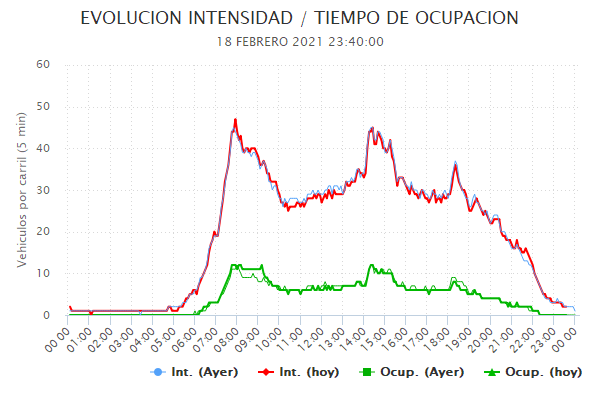 EVOLUCION INTENSIDAD / TIEMPO DE OCUPACION
18 FEBRERO 2021 23:40:00
Vehiculos por carril (5 min)
60
50
40
30
20
10
0
00:00 01:00 02:00 03:00 04:00 05:00 06:00 07:00 08:00 09:00 10:00 11:00 12:00 13:00 14:00 15:00 16:00 17:00 18:00 19:00 20:00 21:00 22:00 23:00 00:00
Int. (Ayer) Int. (hoy) Ocup. (Ayer) Ocup. (hoy)